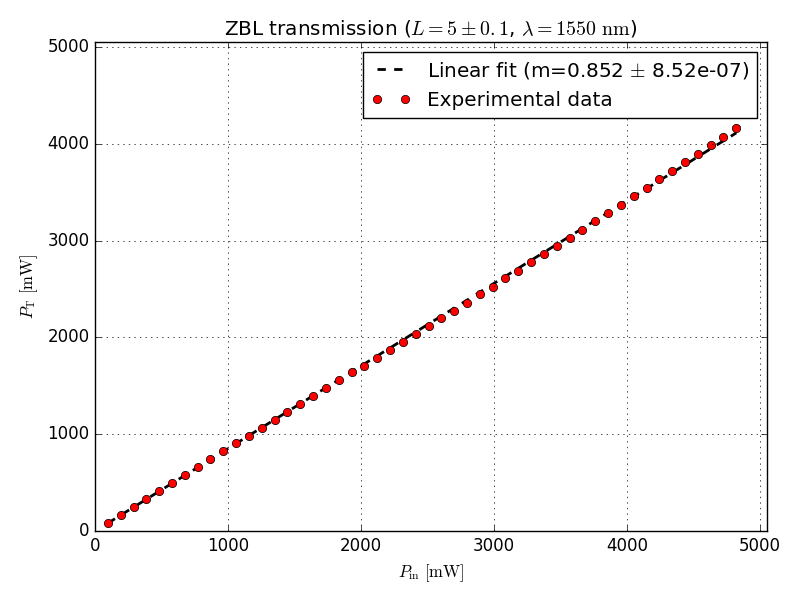 ZBL transmission (L = 5 ± 0.1, λ = 1550 nm)
Linear fit (m=0.852 ± 8.52e-07)
Experimental data
5000
4000
3000
2000
1000
0
P_T [mW]
0 1000 2000 3000 4000 5000
P_in [mW]